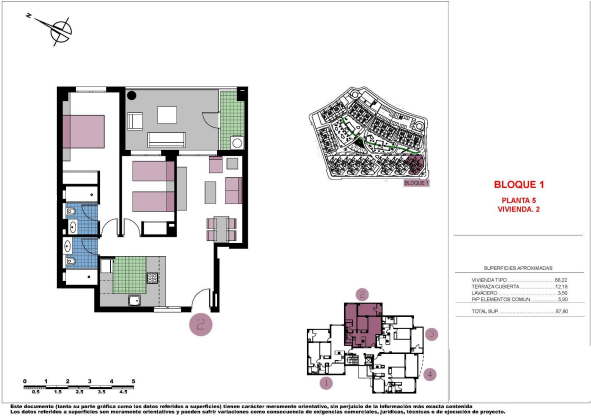 N
BLOQUE 1
BLOQUE 1
PLANTA 5
VIVIENDA. 2
SUPERFICIES APROXIMADAS
VIVIENDA TIPO 66,22
TERRAZA CUBIERTA 12,18
LAVADERO 3,50
P/P ELEMENTOS COMUN. 5,90
TOTAL SUP. 87,80
2
2
3
1
4
0 1 2 3 4 5
0.5 1.5 2.5 3.5 4.5
Este documento (tanto su parte gráfica como los datos referidos a superficies) tienen carácter meramente orientativo, sin perjuicio de la información más exacta contenida
Los datos referidos a superficies son meramente orientativos y pueden sufrir variaciones como consecuencia de exigencias comerciales, jurídicas, técnicas o de ejecución de proyecto.